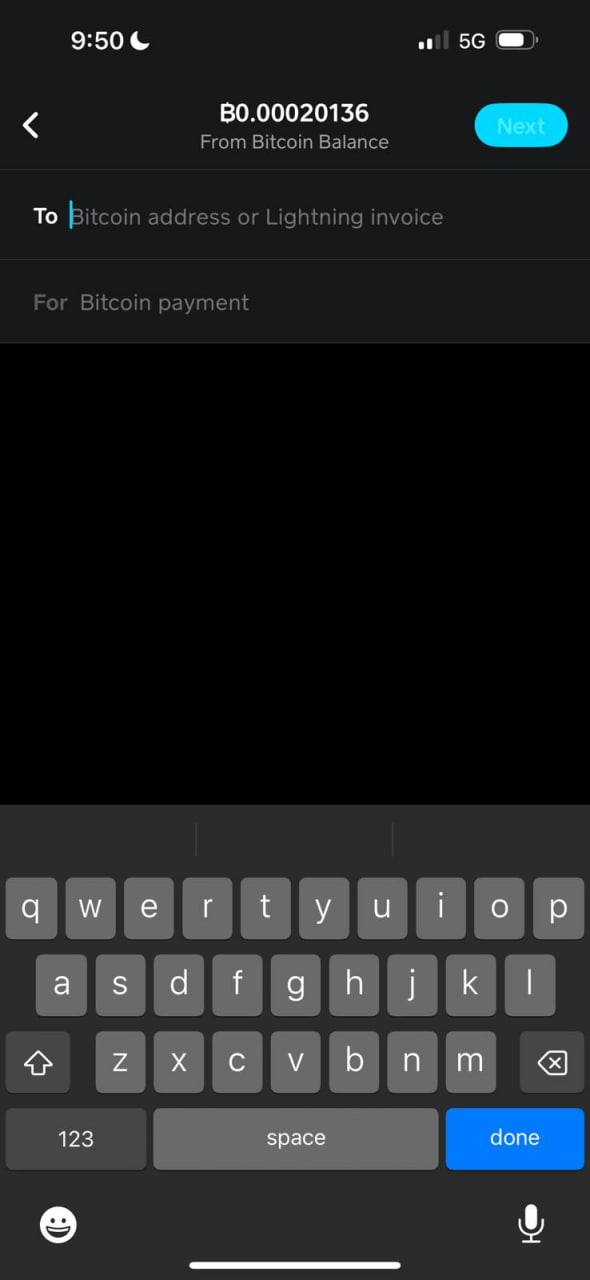 9:50
5G
₿0.00020136
From Bitcoin Balance
Next
To Bitcoin address or Lightning invoice
For Bitcoin payment
q w e r t y u i o p
a s d f g h j k l
z x c v b n m
123 space done